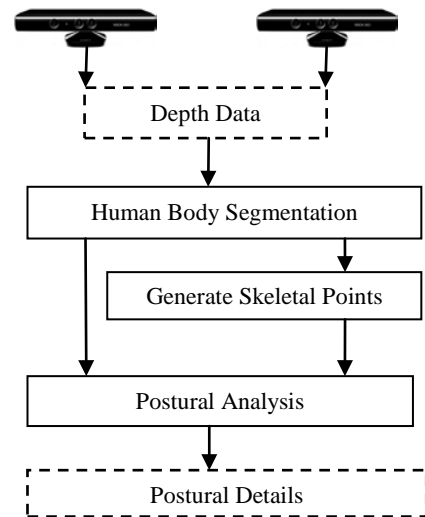 Depth Data
Human Body Segmentation
Generate Skeletal Points
Postural Analysis
Postural Details